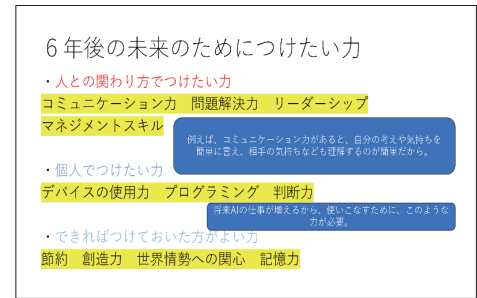 6年後の未来のためにつけたい力
・人との関わり方でつけたい力
コミュニケーション力　問題解決力　リーダーシップ
マネジメントスキル
例えば、コミュニケーション力があると、自分の考えや気持ちを
簡単に言え、相手の気持ちなども理解するのが簡単だから。
・個人でつけたい力
デバイスの使用力　プログラミング　判断力
将来AIの仕事が増えるから、使いこなすために、このような
力が必要。
・できればつけておいた方がよい力
節約　創造力　世界情勢への関心　記憶力